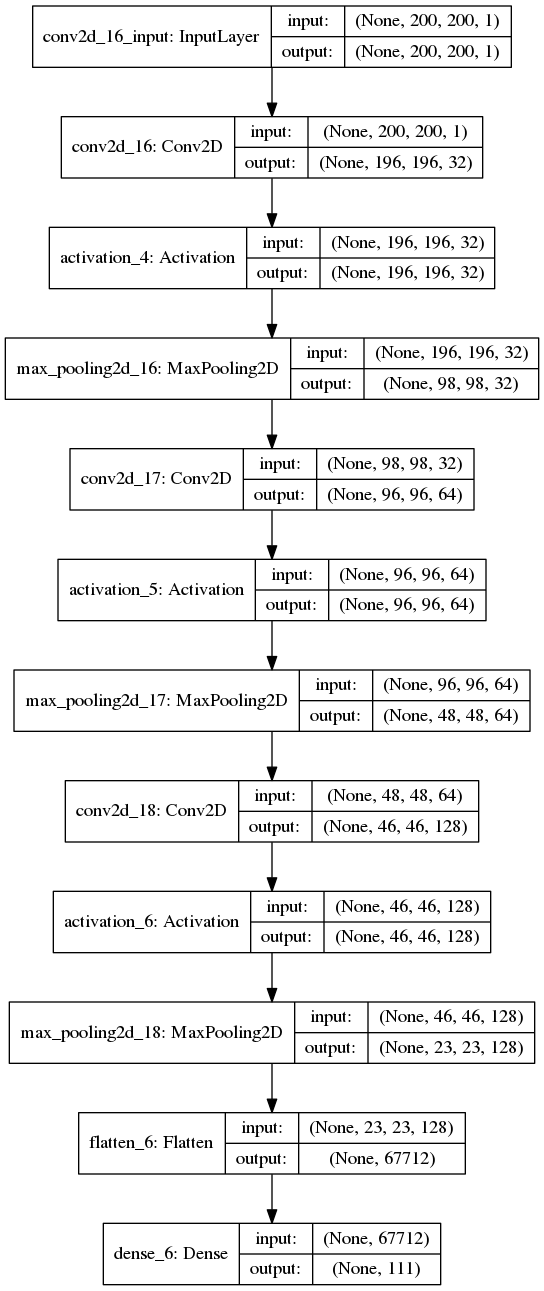 conv2d_16_input: InputLayer input: (None, 200, 200, 1)
output: (None, 200, 200, 1)
conv2d_16: Conv2D input: (None, 200, 200, 1)
output: (None, 196, 196, 32)
activation_4: Activation input: (None, 196, 196, 32)
output: (None, 196, 196, 32)
max_pooling2d_16: MaxPooling2D input: (None, 196, 196, 32)
output: (None, 98, 98, 32)
conv2d_17: Conv2D input: (None, 98, 98, 32)
output: (None, 96, 96, 64)
activation_5: Activation input: (None, 96, 96, 64)
output: (None, 96, 96, 64)
max_pooling2d_17: MaxPooling2D input: (None, 96, 96, 64)
output: (None, 48, 48, 64)
conv2d_18: Conv2D input: (None, 48, 48, 64)
output: (None, 46, 46, 128)
activation_6: Activation input: (None, 46, 46, 128)
output: (None, 46, 46, 128)
max_pooling2d_18: MaxPooling2D input: (None, 46, 46, 128)
output: (None, 23, 23, 128)
flatten_6: Flatten input: (None, 23, 23, 128)
output: (None, 67712)
dense_6: Dense input: (None, 67712)
output: (None, 111)